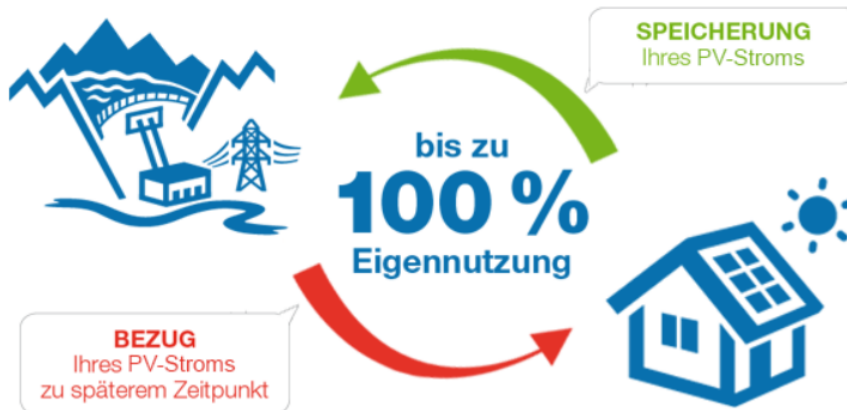 SPEICHERUNG
Ihres PV-Stroms
bis zu
100 %
Eigennutzung
BEZUG
Ihres PV-Stroms
zu späterem Zeitpunkt